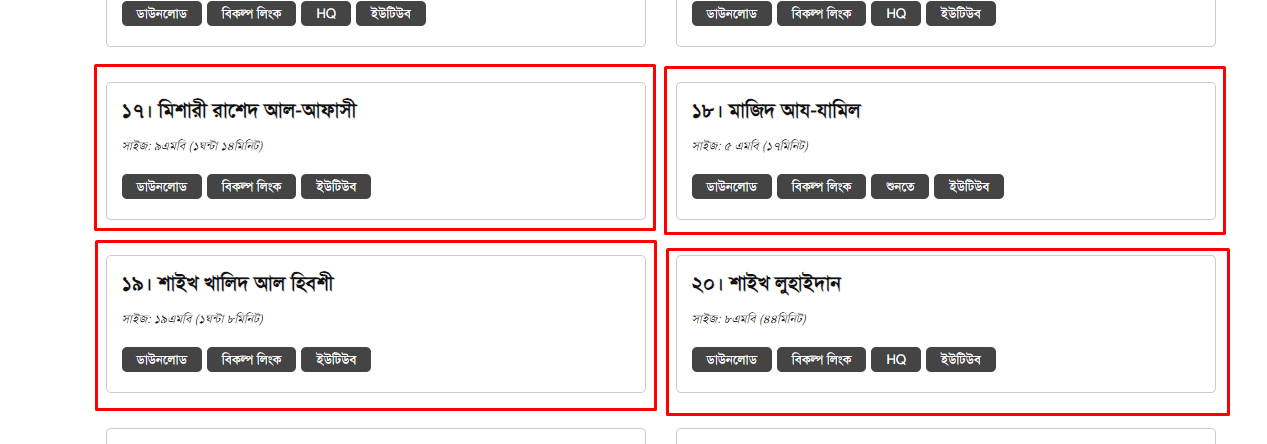 ডাউনলোড বিকল্প লিংক HQ ইউটিউব
ডাউনলোড বিকল্প লিংক HQ ইউটিউব
১৭। মিশারী রাশেদ আল-আফাসী
সাইজ: ৯এমবি (১ঘন্টা ১৪মিনিট)
ডাউনলোড বিকল্প লিংক ইউটিউব
১৮। মাজিদ আয-যামিল
সাইজ: ৫ এমবি (১৭মিনিট)
ডাউনলোড বিকল্প লিংক শুনতে ইউটিউব
১৯। শাইখ খালিদ আল হিবশী
সাইজ: ১৯এমবি (১ঘন্টা ৮মিনিট)
ডাউনলোড বিকল্প লিংক ইউটিউব
২০। শাইখ লুহাইদান
সাইজ: ৮এমবি (৪৪মিনিট)
ডাউনলোড বিকল্প লিংক HQ ইউটিউব